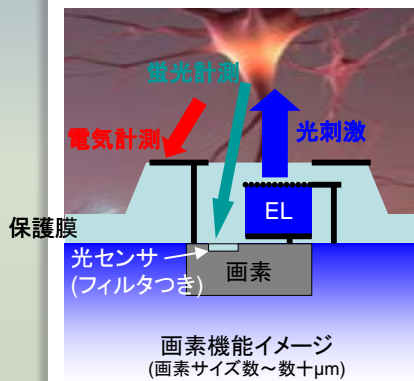 蛍光計測
電気計測
光刺激
EL
保護膜
光センサ
(フィルタつき)
画素
画素機能イメージ
(画素サイズ数～数十μm)